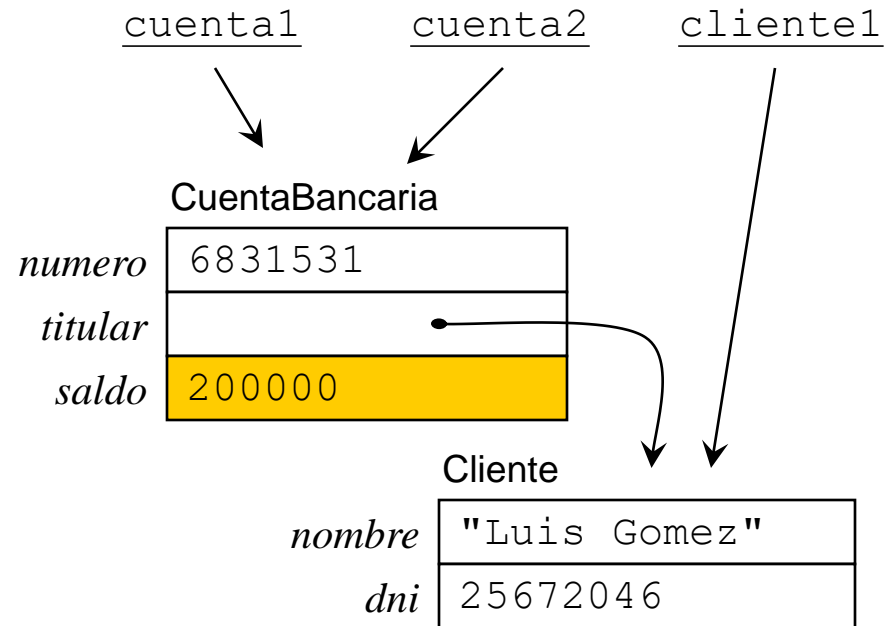 cuenta1 cuenta2 cliente1
CuentaBancaria
numero 6831531
titular
saldo 200000
Cliente
nombre "Luis Gomez"
dni 25672046